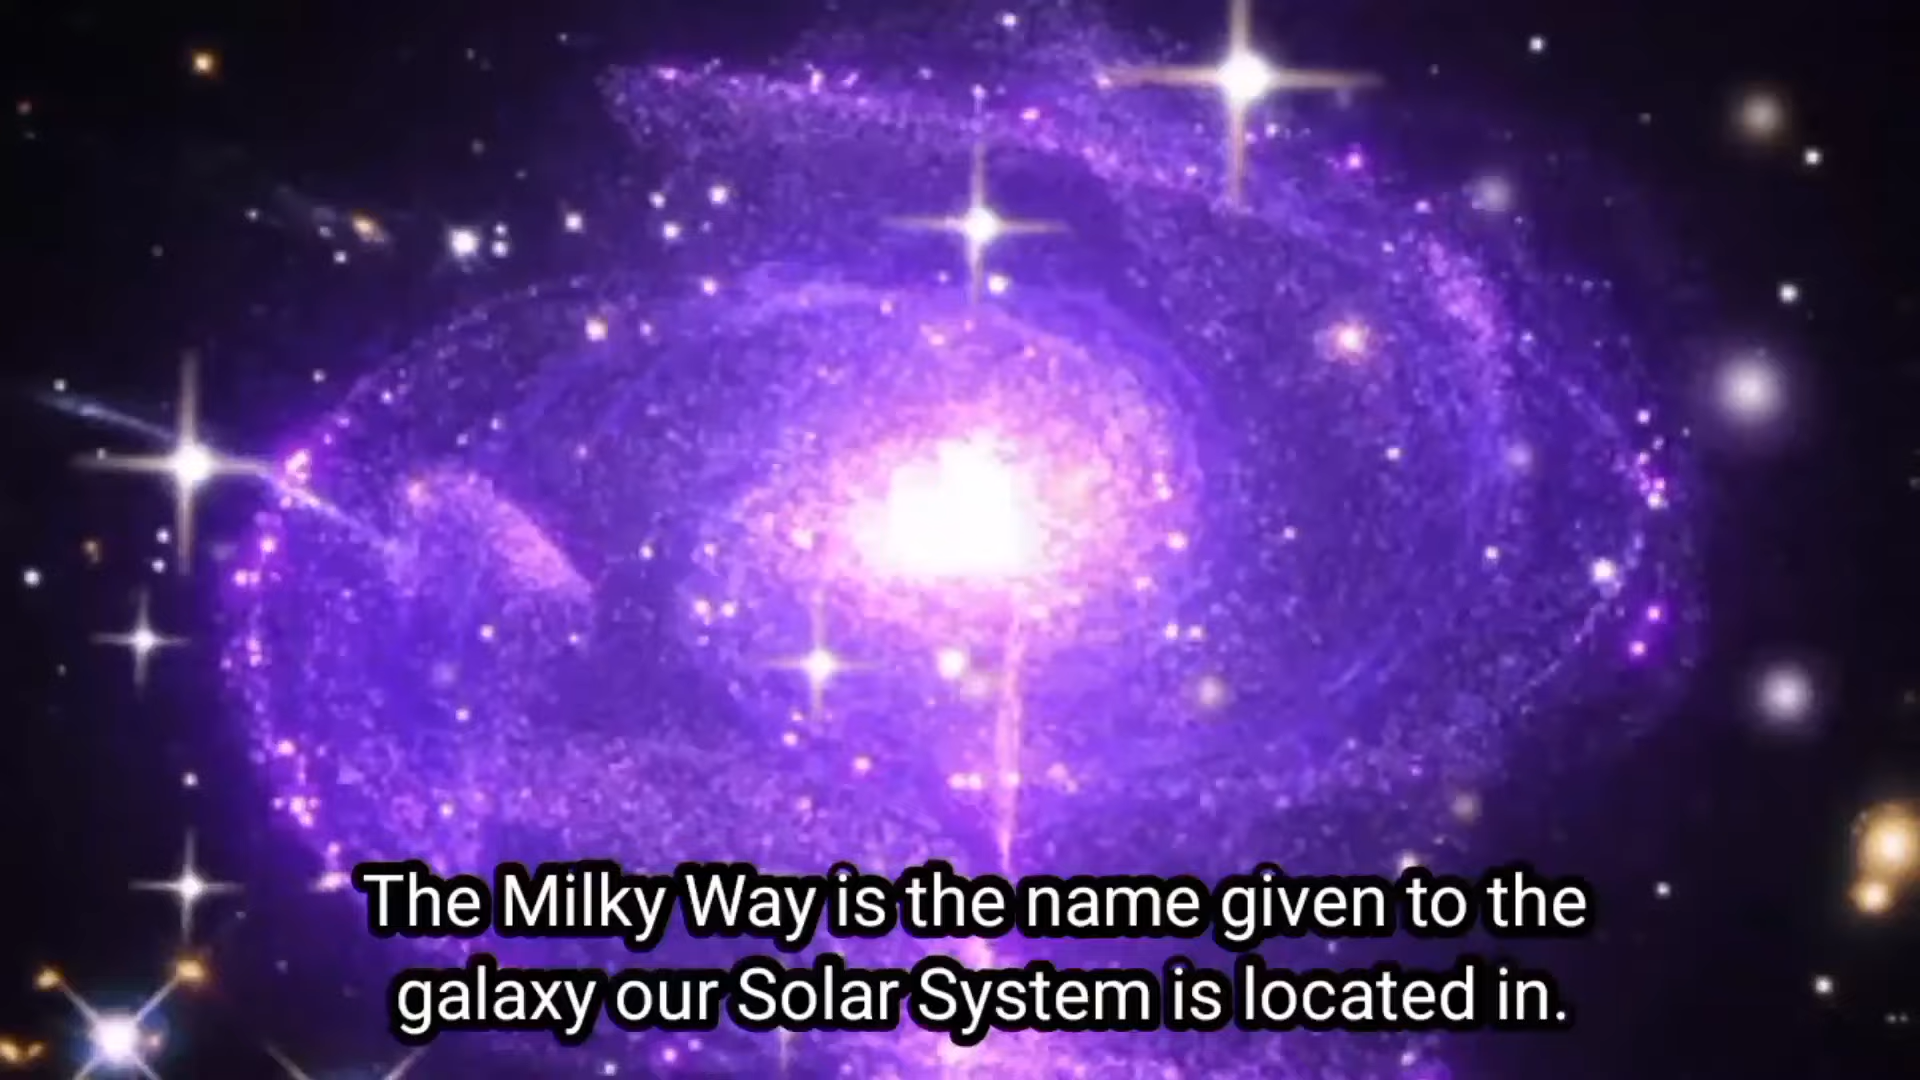 The Milky Way is the name given to the
galaxy our Solar System is located in.